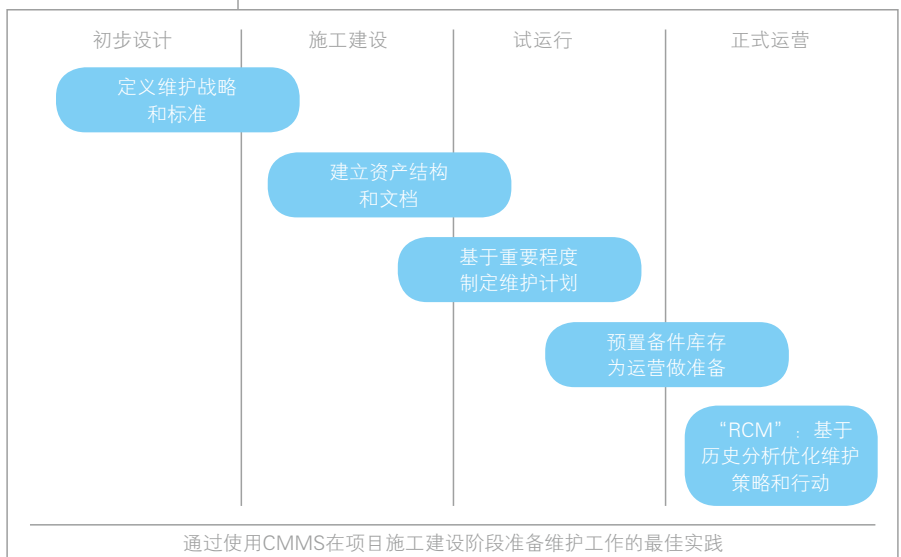 初步设计
施工建设
试运行
正式运营
定义维护战略
和标准
建立资产结构
和文档
基于重要程度
制定维护计划
预置备件库存
为运营做准备
“RCM”：基于
历史分析优化维护
策略和行动
通过使用CMMS在项目施工建设阶段准备维护工作的最佳实践